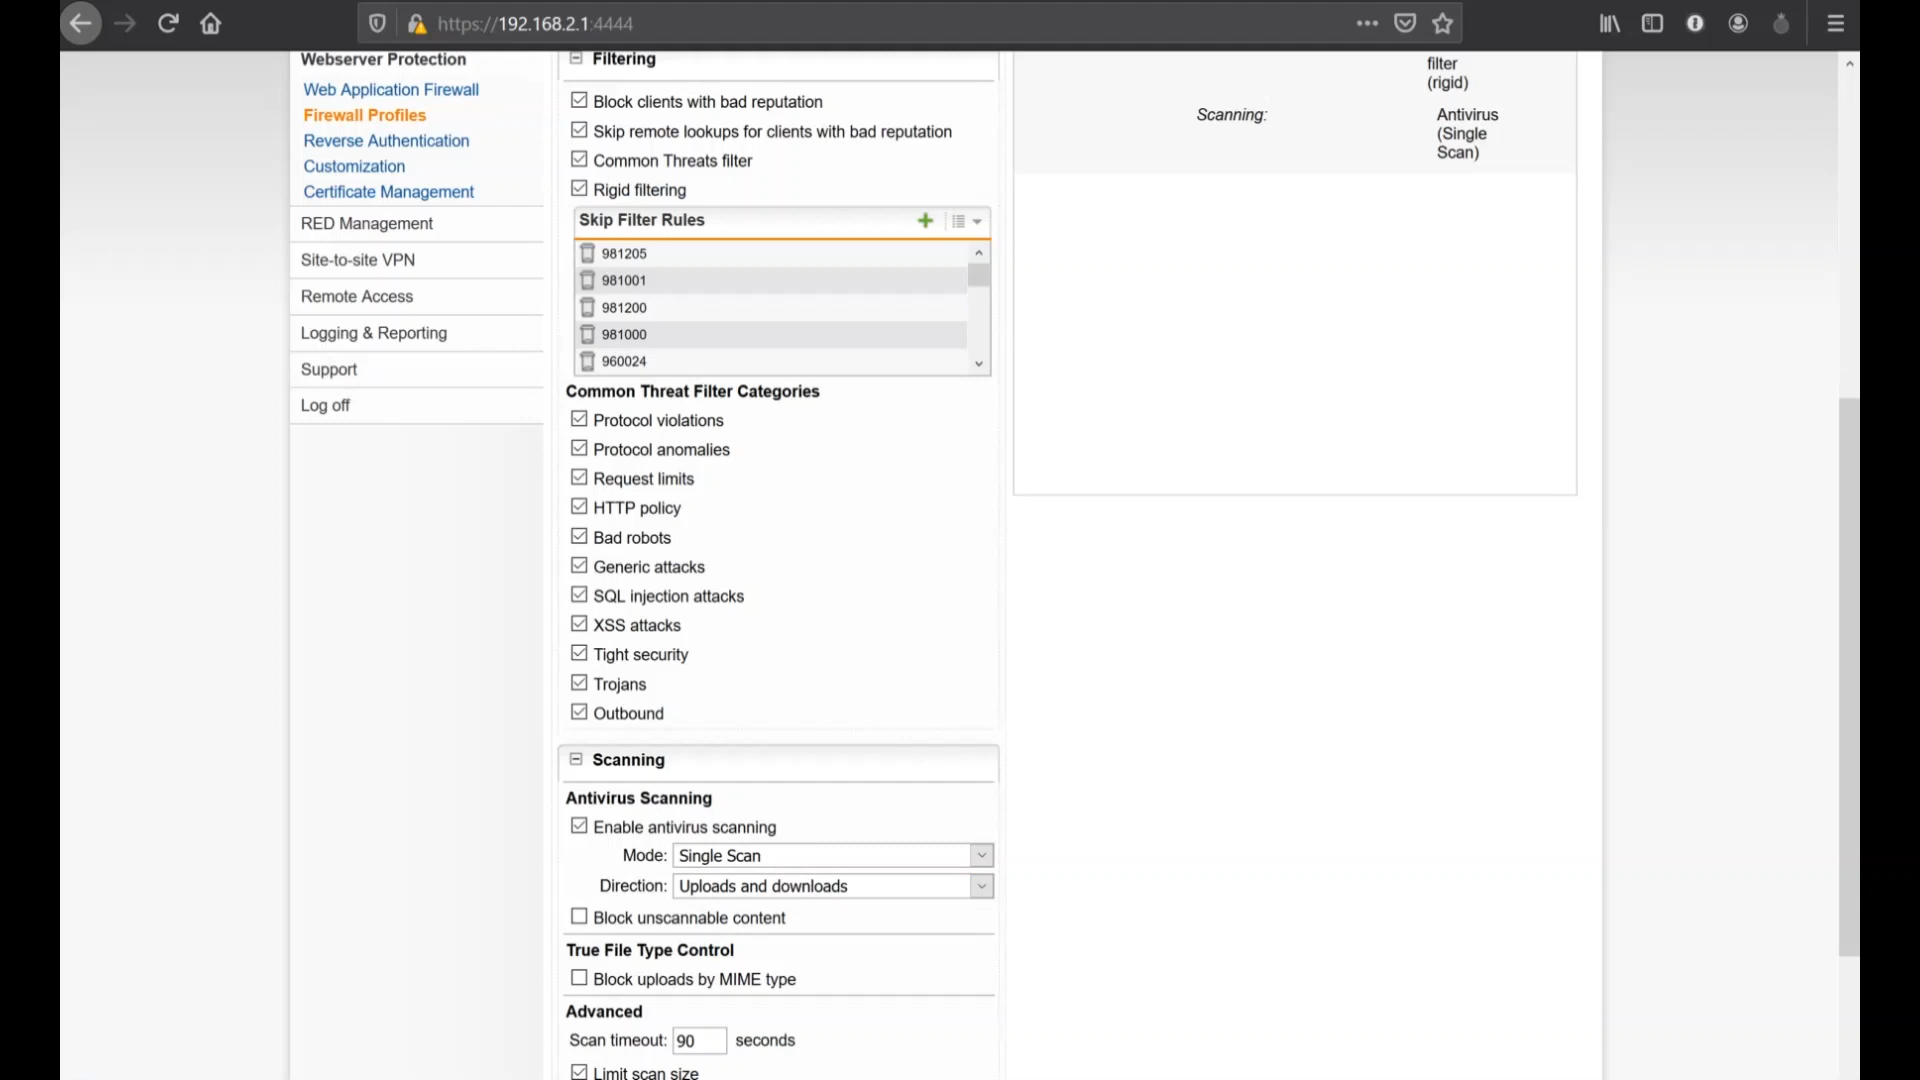 https://192.168.2.1:4444
Webserver Protection
Web Application Firewall
Firewall Profiles
Reverse Authentication
Customization
Certificate Management
RED Management
Site-to-site VPN
Remote Access
Logging & Reporting
Support
Log off
Filtering
Block clients with bad reputation
Skip remote lookups for clients with bad reputation
Common Threats filter
Rigid filtering
Skip Filter Rules
981205
981001
981200
981000
960024
Common Threat Filter Categories
Protocol violations
Protocol anomalies
Request limits
HTTP policy
Bad robots
Generic attacks
SQL injection attacks
XSS attacks
Tight security
Trojans
Outbound
Scanning
Antivirus Scanning
Enable antivirus scanning
Mode: Single Scan
Direction: Uploads and downloads
Block unscannable content
True File Type Control
Block uploads by MIME type
Advanced
Scan timeout: 90 seconds
Limit scan size
filter
(rigid)
Scanning: Antivirus
(Single
Scan)